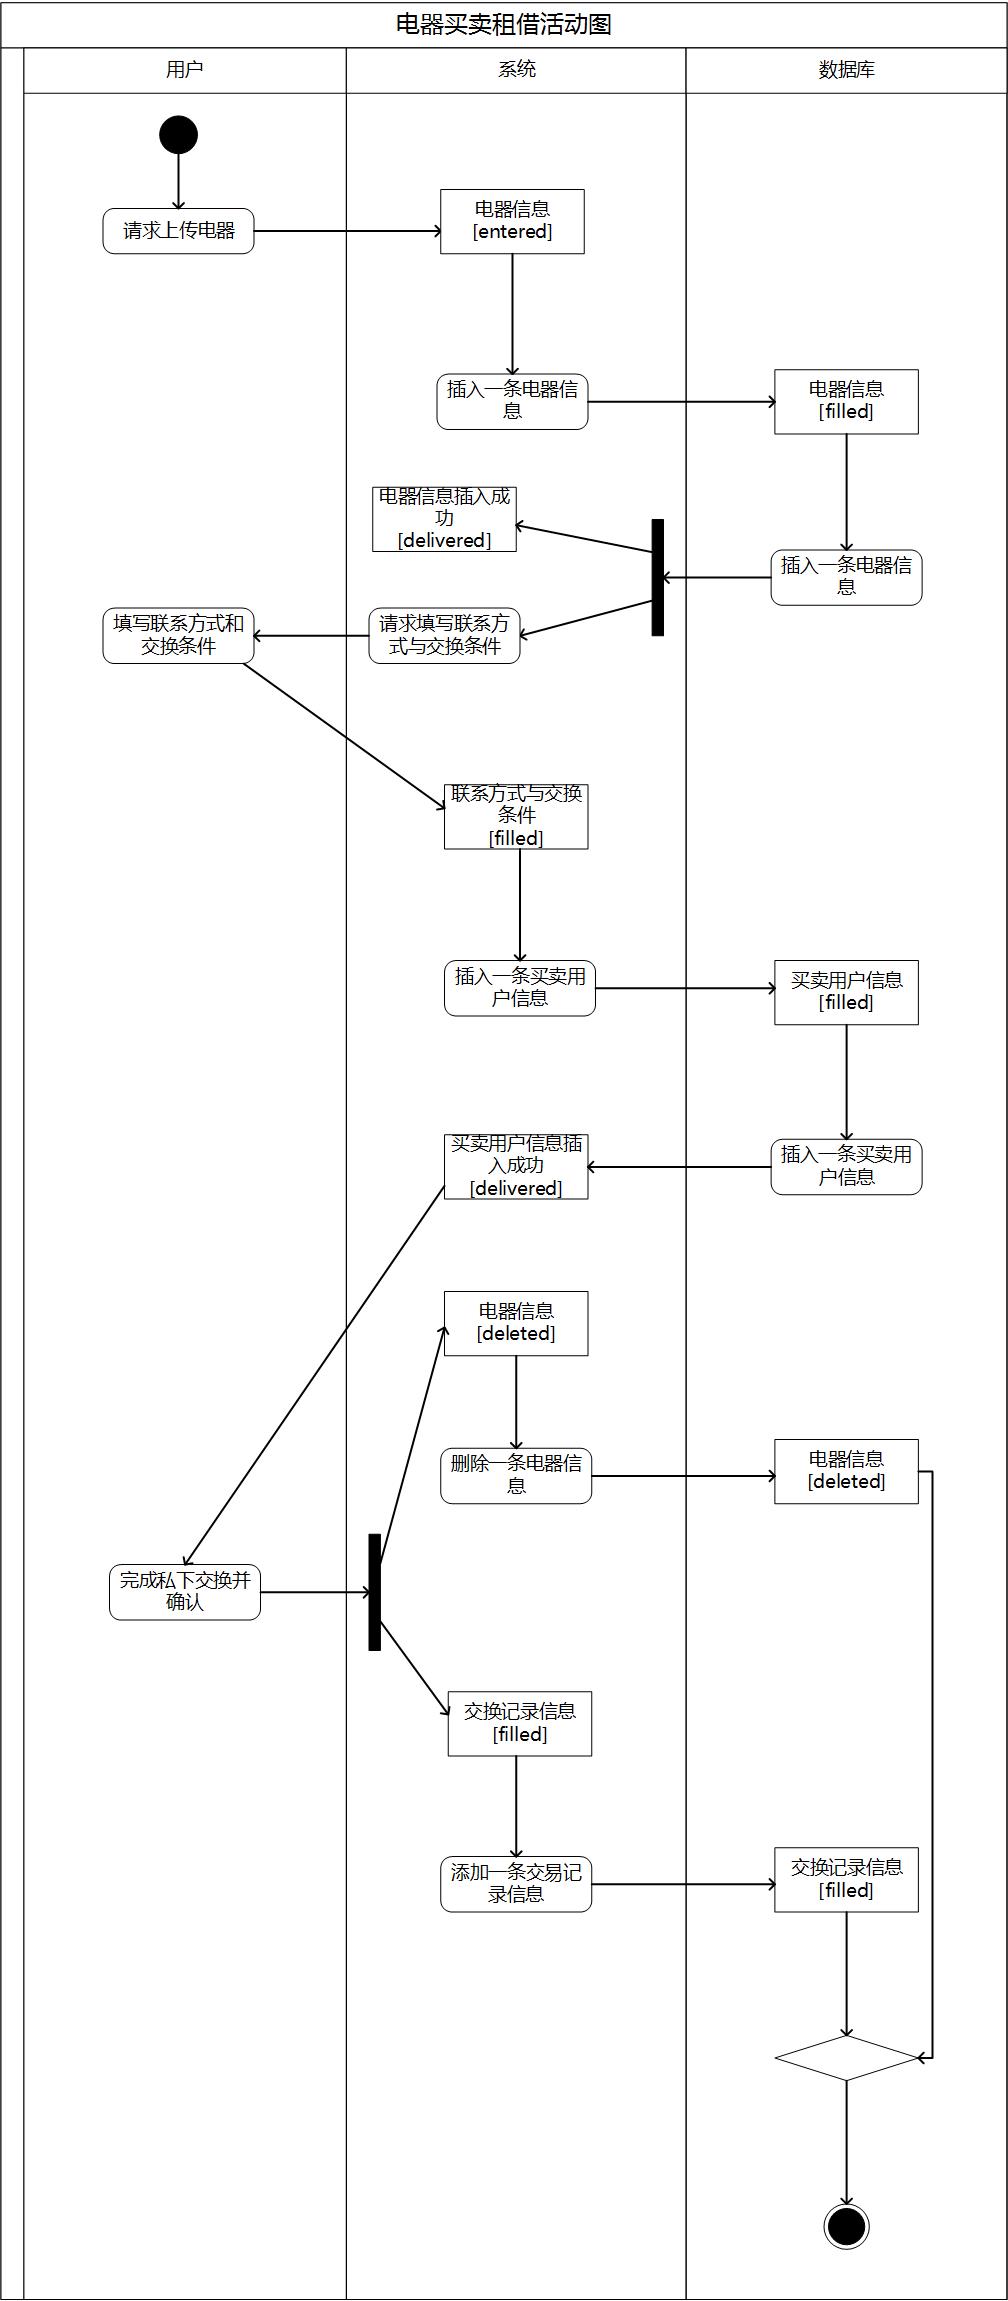 电器买卖租借活动图
用户
系统
数据库
请求上传电器
电器信息
[entered]
插入一条电器信
息
电器信息
[filled]
电器信息插入成
功
[delivered]
插入一条电器信
息
填写联系方式和
交换条件
请求填写联系方
式与交换条件
联系方式与交换
条件
[filled]
插入一条买卖用
户信息
买卖用户信息
[filled]
买卖用户信息插
入成功
[delivered]
插入一条买卖用
户信息
电器信息
[deleted]
删除一条电器信
息
电器信息
[deleted]
完成私下交换并
确认
交换记录信息
[filled]
添加一条交易记
录信息
交换记录信息
[filled]